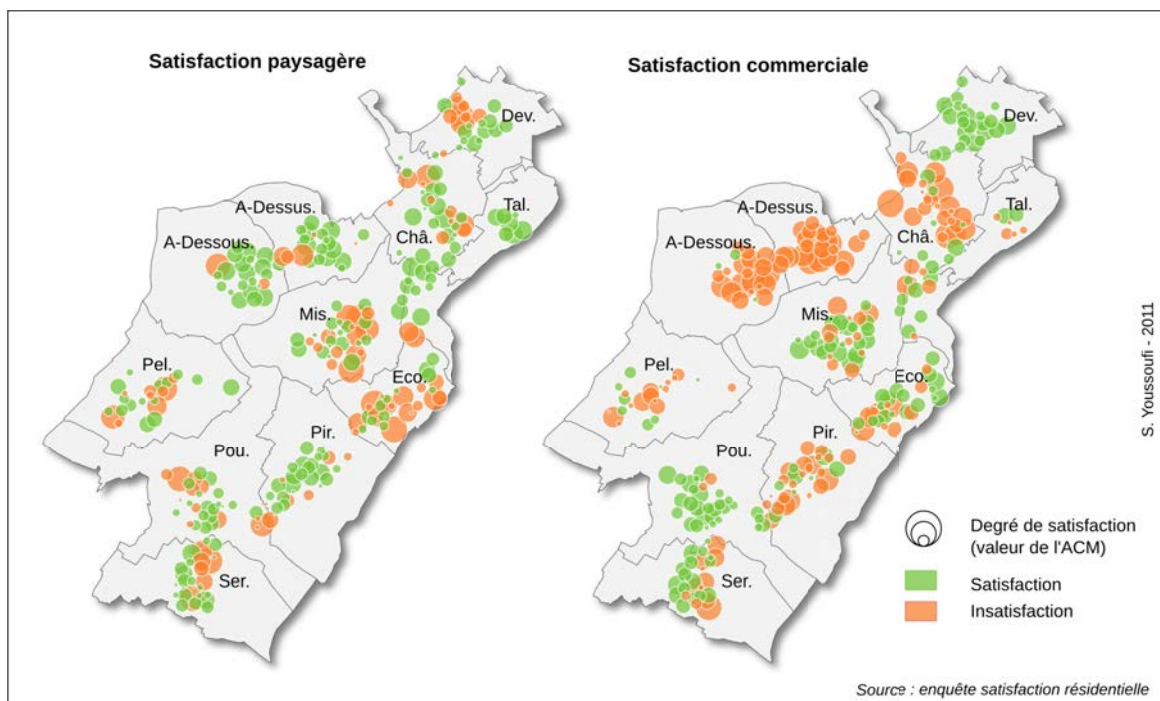 Satisfaction paysagère
Dev.
Tal.
A-Dessus.
A-Dessous.
Châ.
Mis.
Pel.
Eco.
Pir.
Pou.
Ser.
Satisfaction commerciale
Dev.
Tal.
A-Dessus.
A-Dessous.
Châ.
Mis.
Pel.
Eco.
Pir.
Pou.
Ser.
S. Youssoufi - 2011
Degré de satisfaction
(valeur de l'ACM)
Satisfaction
Insatisfaction
Source : enquête satisfaction résidentielle